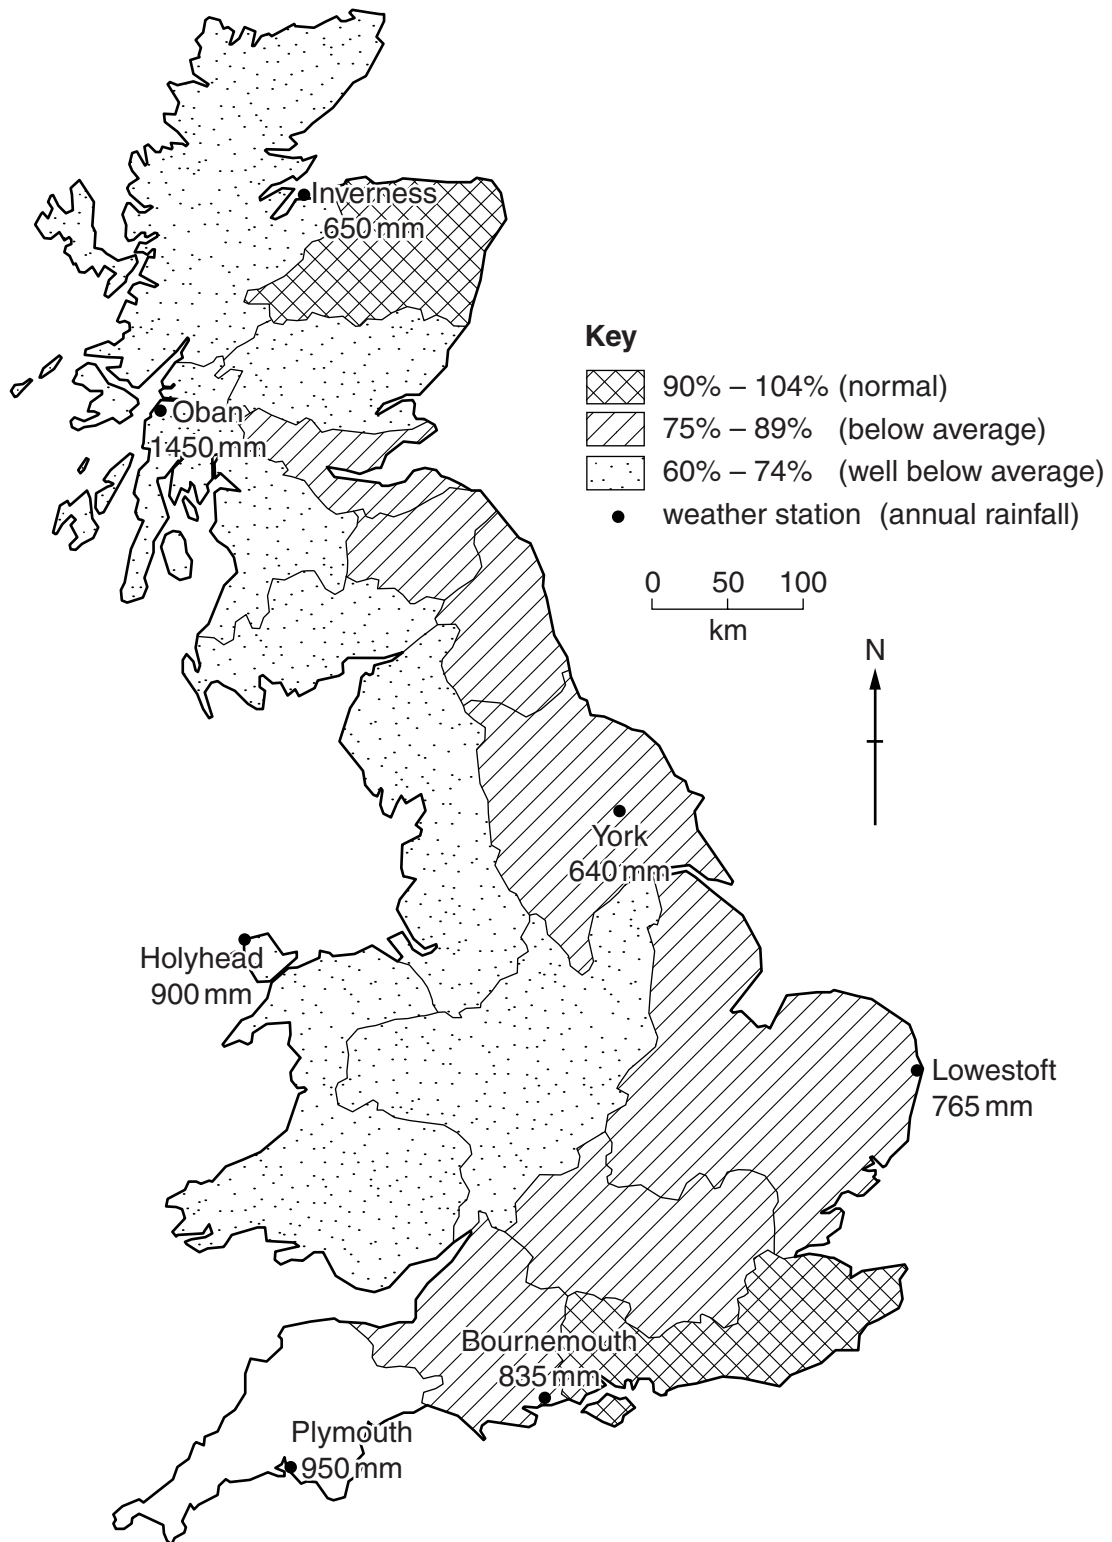 Inverness
650 mm
Key
90% – 104% (normal)
Oban
75% – 89% (below average)
1450 mm
60% – 74% (well below average)
weather station (annual rainfall)
0 50 100
km
N
York
640 mm
Holyhead
900 mm
Lowestoft
765 mm
Bournemouth
835 mm
Plymouth
950 mm